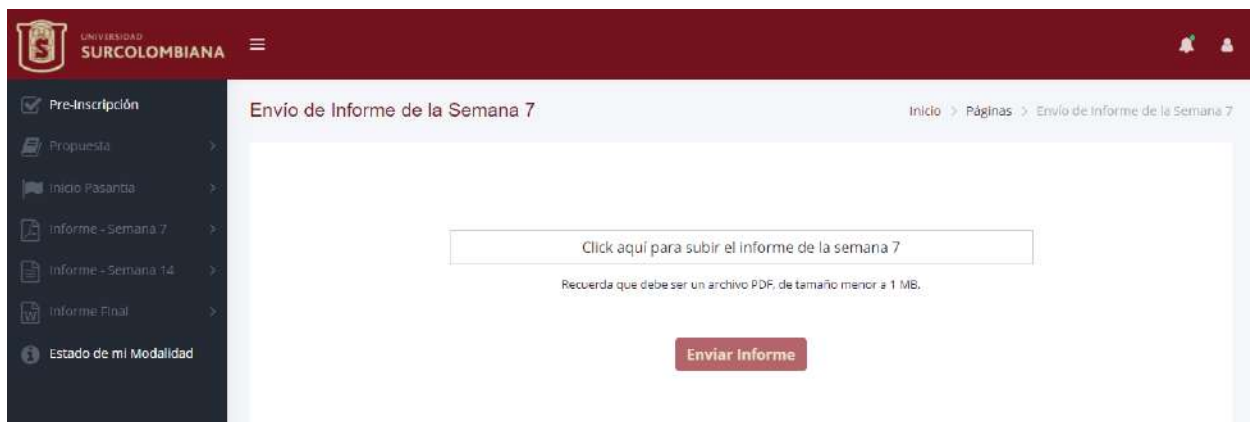 UNIVERSIDAD
SURCOLOMBIANA
Pre-Inscripción
Propuesta
Inicio Pasantía
Informe - Semana 7
Informe - Semana 14
Informe Final
Estado de mi Modalidad
Envío de Informe de la Semana 7
Inicio > Páginas > Envío de Informe de la Semana 7
Click aquí para subir el informe de la semana 7
Recuerda que debe ser un archivo PDF, de tamaño menor a 1 MB.
Enviar Informe